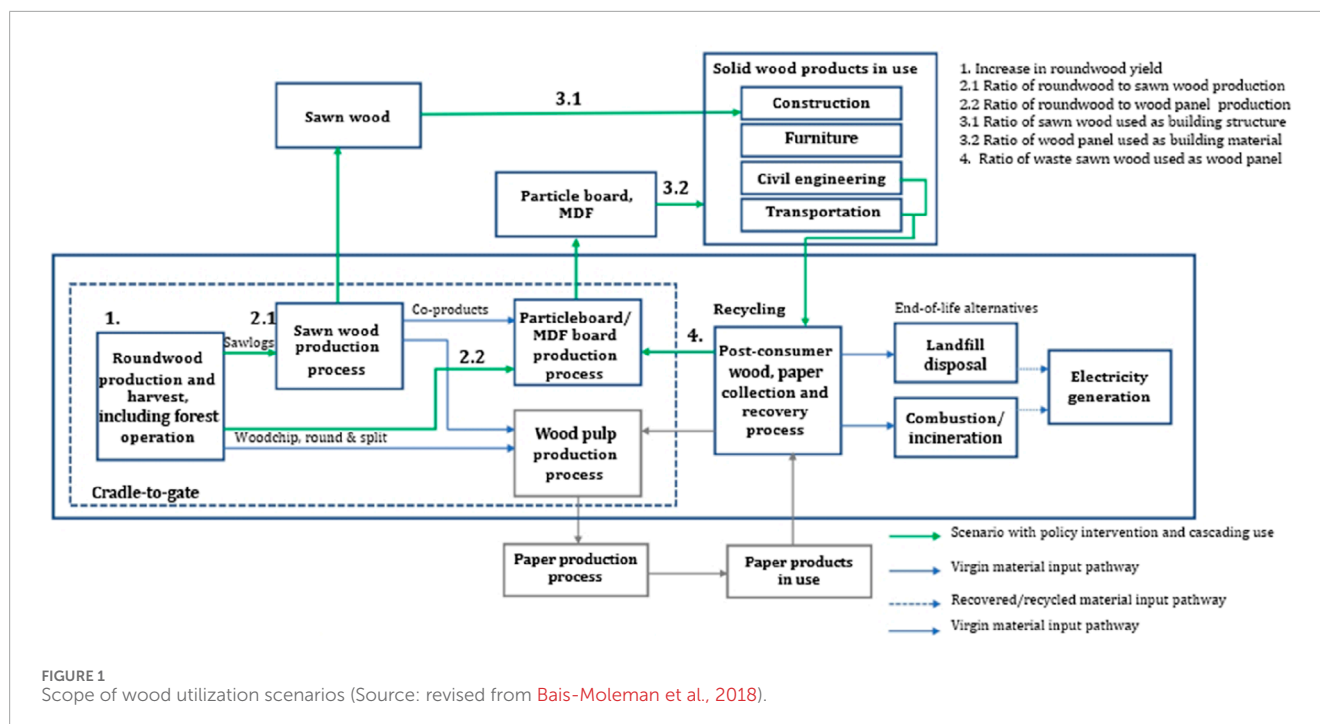 Solid wood products in use
Construction
Furniture
Civil engineering
Transportation
1. Increase in roundwood yield
2.1 Ratio of roundwood to sawn wood production
2.2 Ratio of roundwood to wood panel production
3.1 Ratio of sawn wood used as building structure
3.2 Ratio of wood panel used as building material
4. Ratio of waste sawn wood used as wood panel
Sawn wood
3.1
Particle board,
MDF
3.2
1.
Roundwood
production and
harvest,
including forest
operation
2.1
Sawlogs
Sawn wood
production
process
Co-products
2.2
Particleboard/
MDF board
production
process
Woodchip, round & split
Wood pulp
production
process
Cradle-to-gate
Recycling
4.
Post-consumer
wood, paper
collection and
recovery
process
End-of-life alternatives
Landfill
disposal
Combustion/
incineration
Electricity
generation
Paper production
process
Paper products
in use
Scenario with policy intervention and cascading use
Virgin material input pathway
Recovered/recycled material input pathway
Virgin material input pathway
FIGURE 1
Scope of wood utilization scenarios (Source: revised from Bais-Moleman et al., 2018).